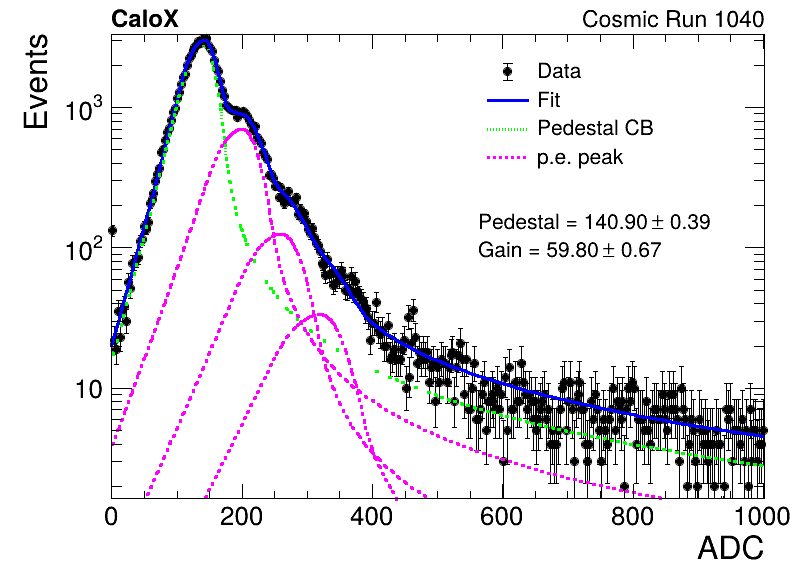 CaloX
Cosmic Run 1040
Events
10³
10²
10
Data
Fit
Pedestal CB
p.e. peak
Pedestal = 140.90 ± 0.39
Gain = 59.80 ± 0.67
0 200 400 600 800 1000
ADC